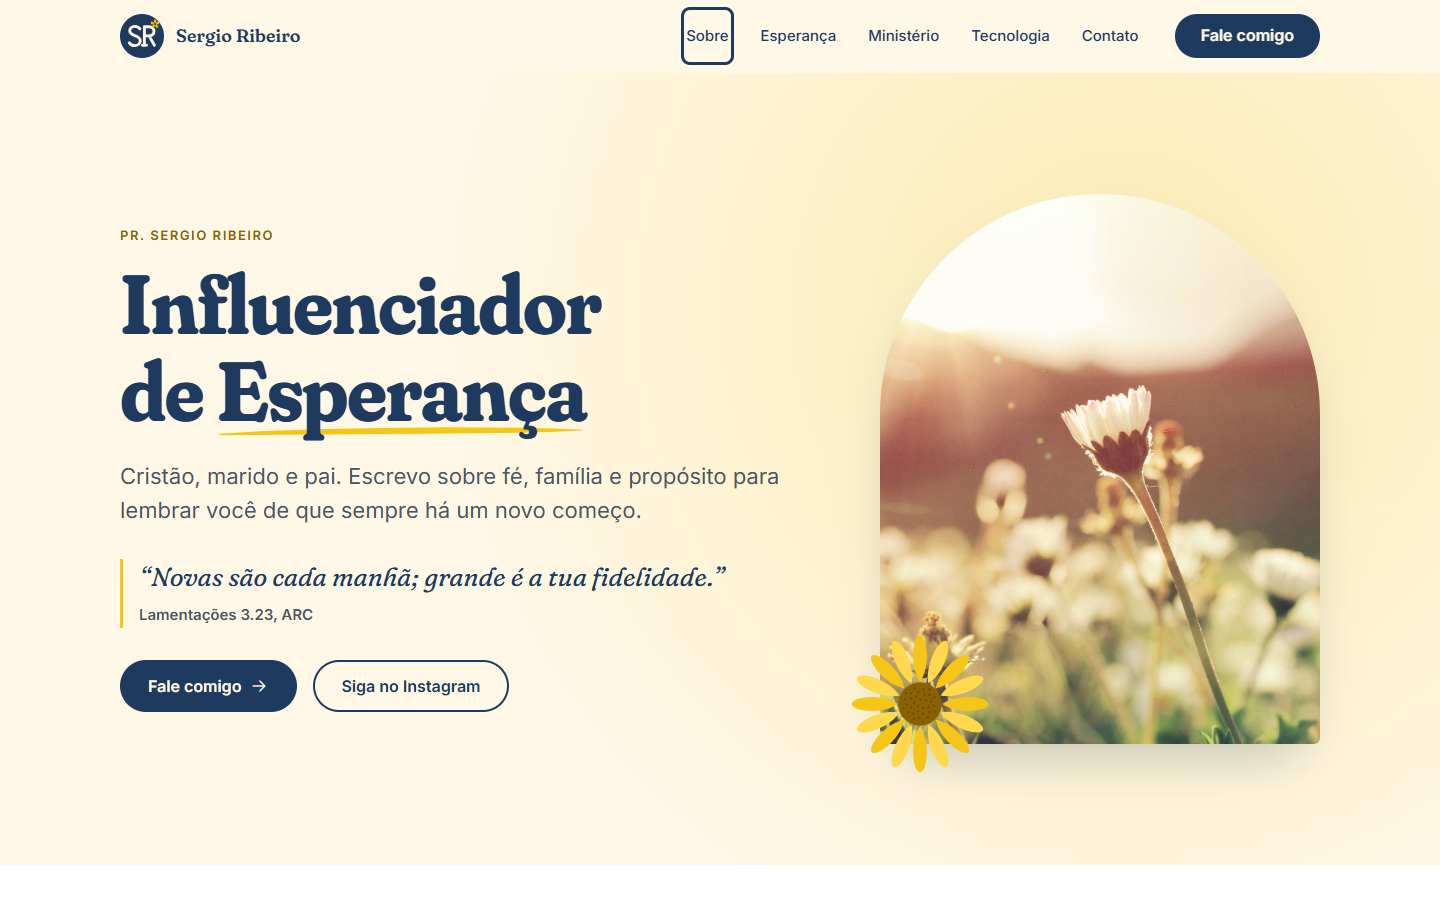 SR Sergio Ribeiro
Sobre Esperança Ministério Tecnologia Contato Fale comigo
PR. SERGIO RIBEIRO
Influenciador
de Esperança
Cristão, marido e pai. Escrevo sobre fé, família e propósito para
lembrar você de que sempre há um novo começo.
“Novas são cada manhã; grande é a tua fidelidade.”
Lamentações 3.23, ARC
Fale comigo → Siga no Instagram